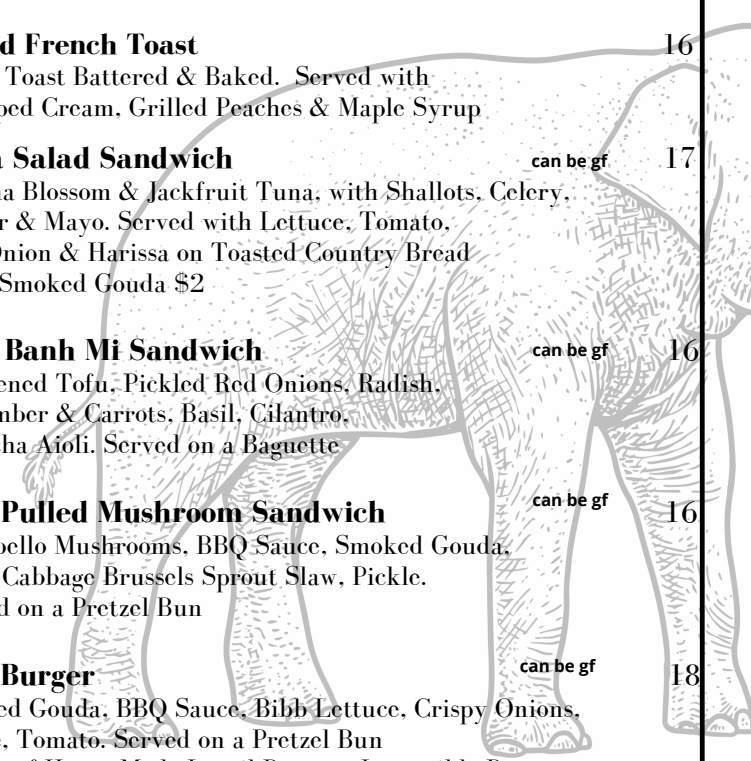 d French Toast 16
Toast Battered & Baked. Served with
ped Cream, Grilled Peaches & Maple Syrup
a Salad Sandwich can be gf 17
na Blossom & Jackfruit Tuna, with Shallots, Celery,
r & Mayo. Served with Lettuce, Tomato,
Onion & Harissa on Toasted Country Bread
Smoked Gouda $2
Banh Mi Sandwich can be gf 16
ened Tofu, Pickled Red Onions, Radish,
mber & Carrots, Basil, Cilantro,
cha Aioli. Served on a Baguette
Pulled Mushroom Sandwich can be gf 16
bello Mushrooms, BBQ Sauce, Smoked Gouda,
Cabbage Brussels Sprout Slaw, Pickle.
d on a Pretzel Bun
Burger can be gf 18
ed Gouda, BBQ Sauce, Bibb Lettuce, Crispy Onions,
e, Tomato. Served on a Pretzel Bun